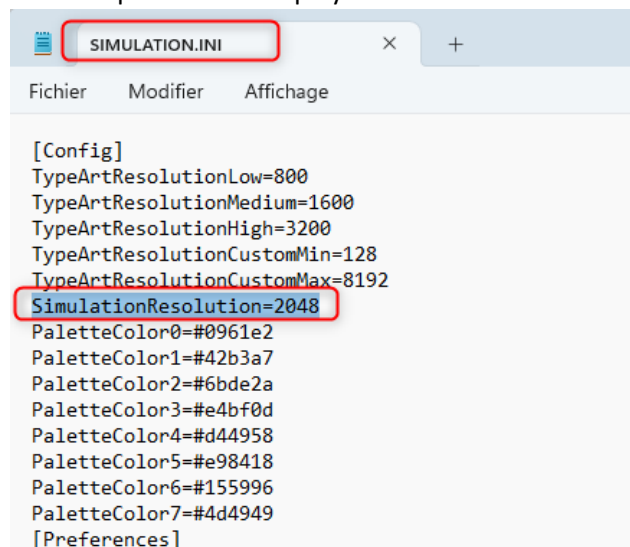 SIMULATION.INI
Fichier Modifier Affichage
[Config]
TypeArtResolutionLow=800
TypeArtResolutionMedium=1600
TypeArtResolutionHigh=3200
TypeArtResolutionCustomMin=128
TypeArtResolutionCustomMax=8192
SimulationResolution=2048
PaletteColor0=#0961e2
PaletteColor1=#42b3a7
PaletteColor2=#6bde2a
PaletteColor3=#e4bf0d
PaletteColor4=#d44958
PaletteColor5=#e98418
PaletteColor6=#155996
PaletteColor7=#4d4949
[Preferences]